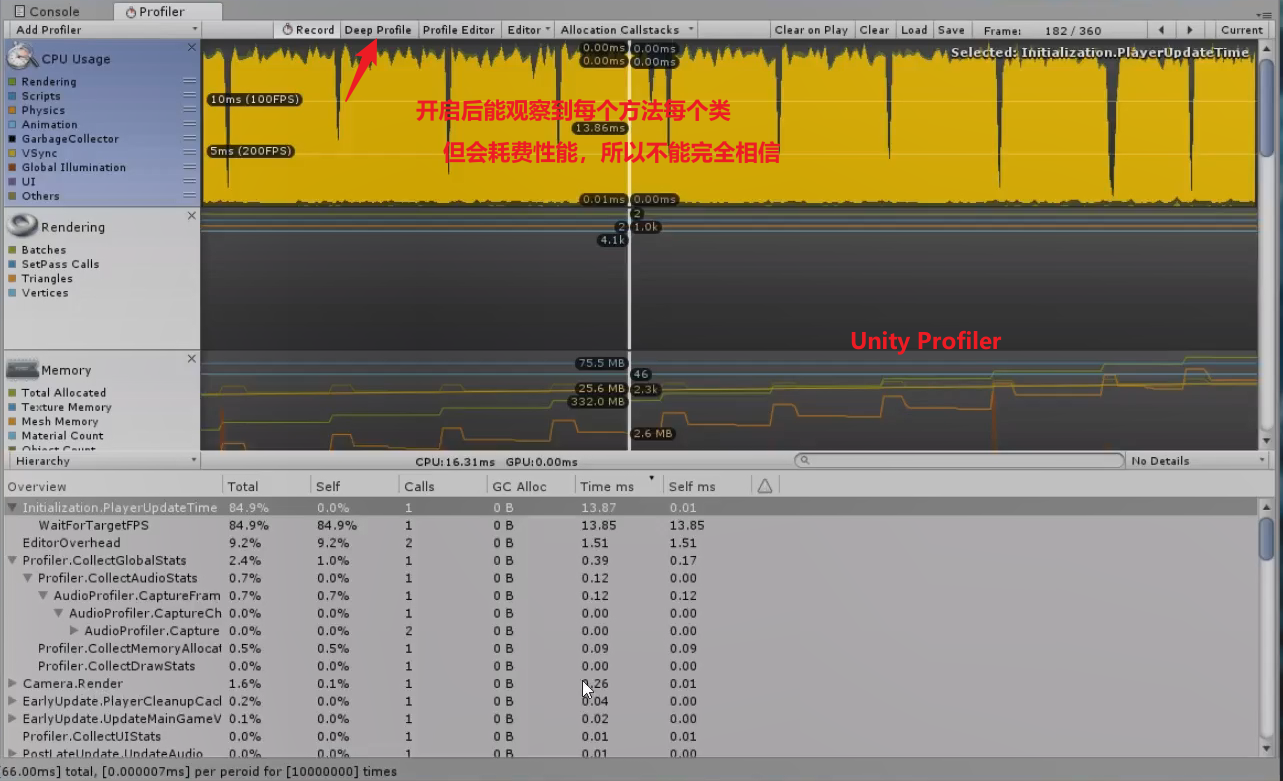 Console Profiler
Add Profiler Record Deep Profile Profile Editor Editor Allocation Callstacks Clear on Play Clear Load Save Frame: 182 / 360 Current
CPU Usage
Rendering
Scripts
Physics
Animation
GarbageCollector
VSync
Global Illumination
UI
Others
0.00ms 0.00ms
0.00ms 0.00ms
Selected: Initialization.PlayerUpdateTime
10ms (100FPS)
开启后能观察到每个方法每个类
13.86ms
5ms (200FPS)
但会耗费性能，所以不能完全相信
0.01ms 0.00ms
Rendering
Batches
SetPass Calls
Triangles
Vertices
2
2 1.0k
4.1k
Unity Profiler
Memory
Total Allocated
Texture Memory
Mesh Memory
Material Count
Object Count
75.5 MB
46
25.6 MB 2.3k
332.0 MB
2.6 MB
Hierarchy CPU:16.31ms GPU:0.00ms No Details
Overview Total Self Calls GC Alloc Time ms Self ms
Initialization.PlayerUpdateTime 84.9% 0.0% 1 0 B 13.87 0.01
WaitForTargetFPS 84.9% 84.9% 1 0 B 13.85 13.85
EditorOverhead 9.2% 9.2% 2 0 B 1.51 1.51
Profiler.CollectGlobalStats 2.4% 1.0% 1 0 B 0.39 0.17
Profiler.CollectAudioStats 0.7% 0.0% 1 0 B 0.12 0.00
AudioProfiler.CaptureFram 0.7% 0.7% 1 0 B 0.12 0.12
AudioProfiler.CaptureCh 0.0% 0.0% 1 0 B 0.00 0.00
AudioProfiler.Capture 0.0% 0.0% 2 0 B 0.00 0.00
Profiler.CollectMemoryAllocat 0.5% 0.5% 1 0 B 0.09 0.09
Profiler.CollectDrawStats 0.0% 0.0% 1 0 B 0.00 0.00
Camera.Render 1.6% 0.1% 1 0 B 0.26 0.01
EarlyUpdate.PlayerCleanupCacl 0.2% 0.0% 1 0 B 0.04 0.00
EarlyUpdate.UpdateMainGameV 0.1% 0.0% 1 0 B 0.02 0.00
Profiler.CollectUIStats 0.0% 0.0% 1 0 B 0.01 0.01
PostLateUpdate.UpdateAudio 0.0% 0.0% 1 0 B 0.01 0.00
[66.00ms] total, [0.000007ms] per peroid for [10000000] times